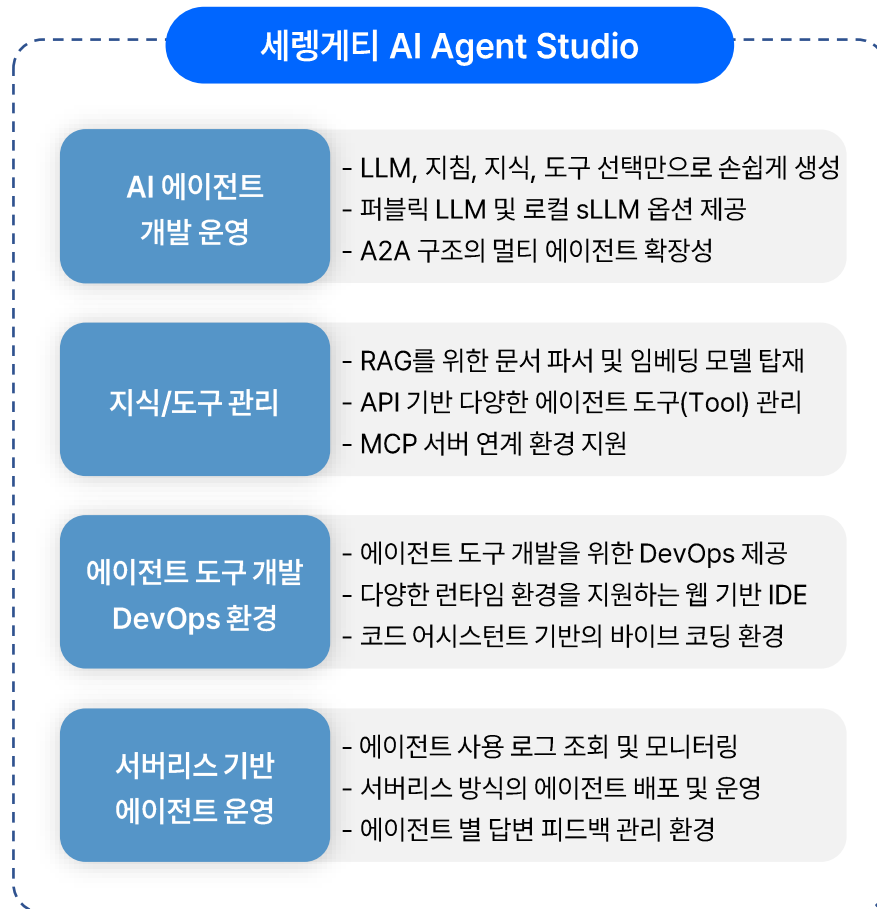 세렝게티 AI Agent Studio
AI 에이전트
개발 운영
- LLM, 지침, 지식, 도구 선택만으로 손쉽게 생성
- 퍼블릭 LLM 및 로컬 sLLM 옵션 제공
- A2A 구조의 멀티 에이전트 확장성
지식/도구 관리
- RAG를 위한 문서 파서 및 임베딩 모델 탑재
- API 기반 다양한 에이전트 도구(Tool) 관리
- MCP 서버 연계 환경 지원
에이전트 도구 개발
DevOps 환경
- 에이전트 도구 개발을 위한 DevOps 제공
- 다양한 런타임 환경을 지원하는 웹 기반 IDE
- 코드 어시스턴트 기반의 바이브 코딩 환경
서버리스 기반
에이전트 운영
- 에이전트 사용 로그 조회 및 모니터링
- 서버리스 방식의 에이전트 배포 및 운영
- 에이전트 별 답변 피드백 관리 환경